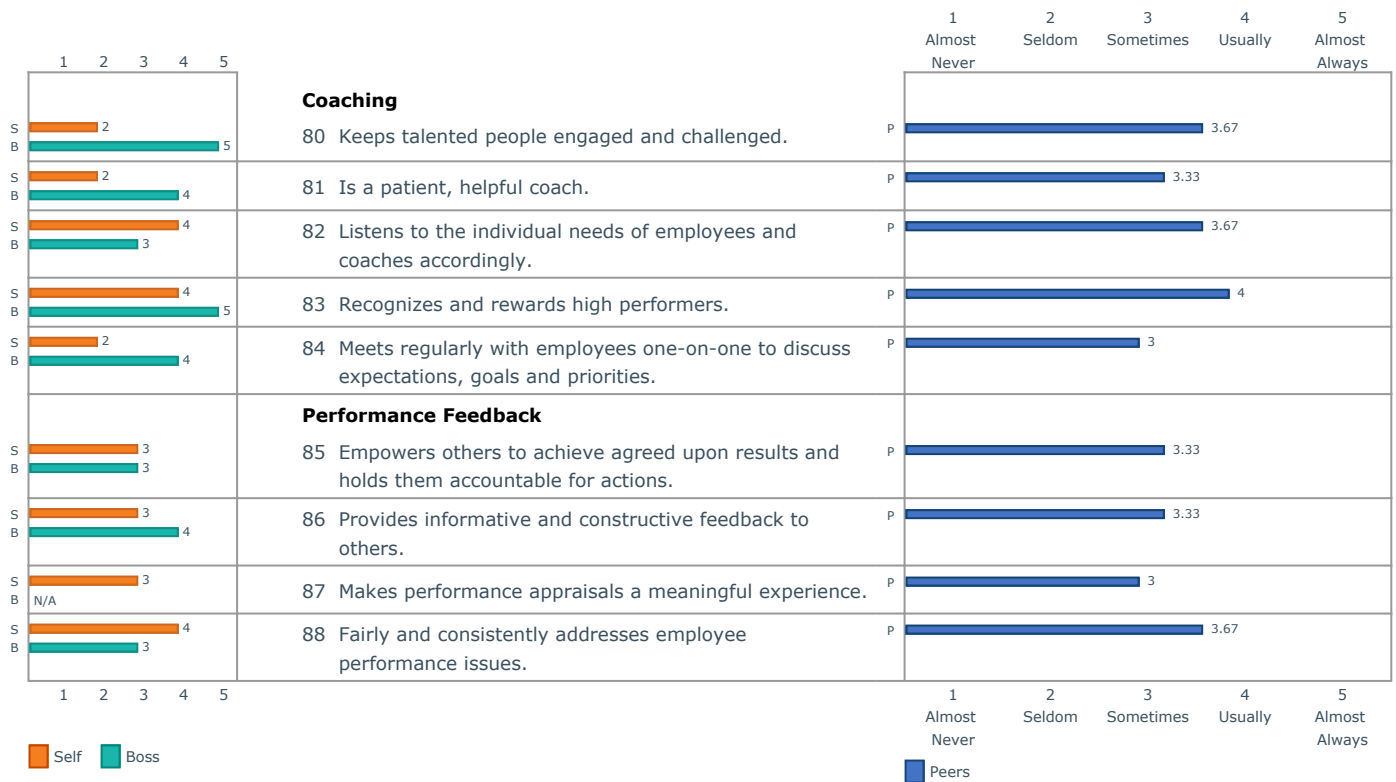 1 2 3 4 5
Almost Never Seldom Sometimes Usually Almost Always
1 2 3 4 5
Coaching
S 2
B 5
80 Keeps talented people engaged and challenged.
P 3.67
S 2
B 4
81 Is a patient, helpful coach.
P 3.33
S 4
B 3
82 Listens to the individual needs of employees and
coaches accordingly.
P 3.67
S 4
B 5
83 Recognizes and rewards high performers.
P 4
S 2
B 4
84 Meets regularly with employees one-on-one to discuss
expectations, goals and priorities.
P 3
Performance Feedback
S 3
B 3
85 Empowers others to achieve agreed upon results and
holds them accountable for actions.
P 3.33
S 3
B 4
86 Provides informative and constructive feedback to
others.
P 3.33
S 3
B N/A
87 Makes performance appraisals a meaningful experience.
P 3
S 4
B 3
88 Fairly and consistently addresses employee
performance issues.
P 3.67
1 2 3 4 5
1 2 3 4 5
Almost Never Seldom Sometimes Usually Almost Always
Self Boss
Peers